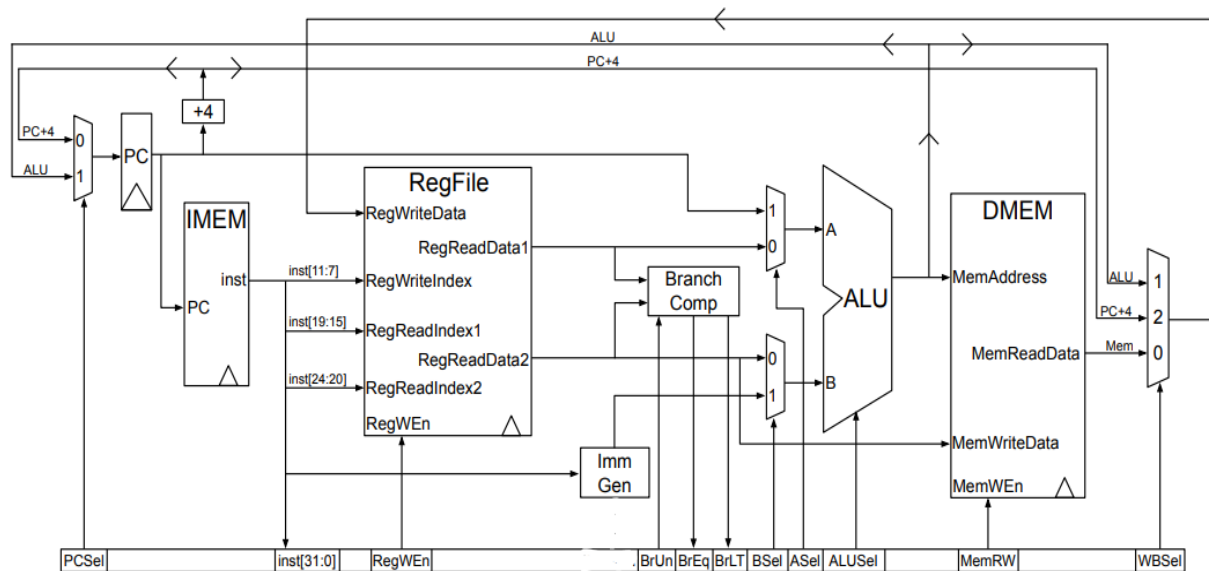 ALU
PC+4
+4
PC+4
0
ALU
1
PC
IMEM
inst
PC
inst[11:7]
inst[19:15]
inst[24:20]
RegFile
RegWriteData
RegReadData1
RegWriteIndex
RegReadIndex1
RegReadData2
RegReadIndex2
RegWEn
Branch
Comp
Imm
Gen
1
0
0
1
A
ALU
B
DMEM
MemAddress
MemReadData
MemWriteData
MemWEn
ALU
1
PC+4
2
Mem
0
PCSel
inst[31:0]
RegWEn
BrUn
BrEq
BrLT
BSel
ASel
ALUSel
MemRW
WBSel